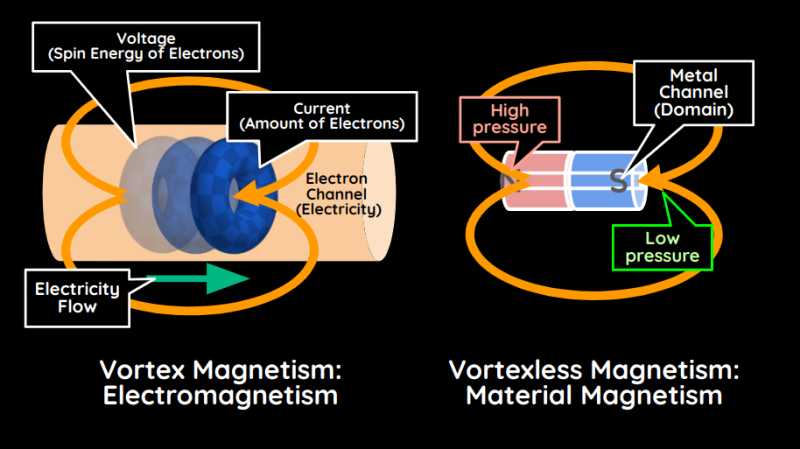 Voltage
(Spin Energy of Electrons)
Current
(Amount of Electrons)
Electron
Channel
(Electricity)
Electricity
Flow
Vortex Magnetism:
Electromagnetism
High
pressure
Metal
Channel
(Domain)
N
S
Low
pressure
Vortexless Magnetism:
Material Magnetism